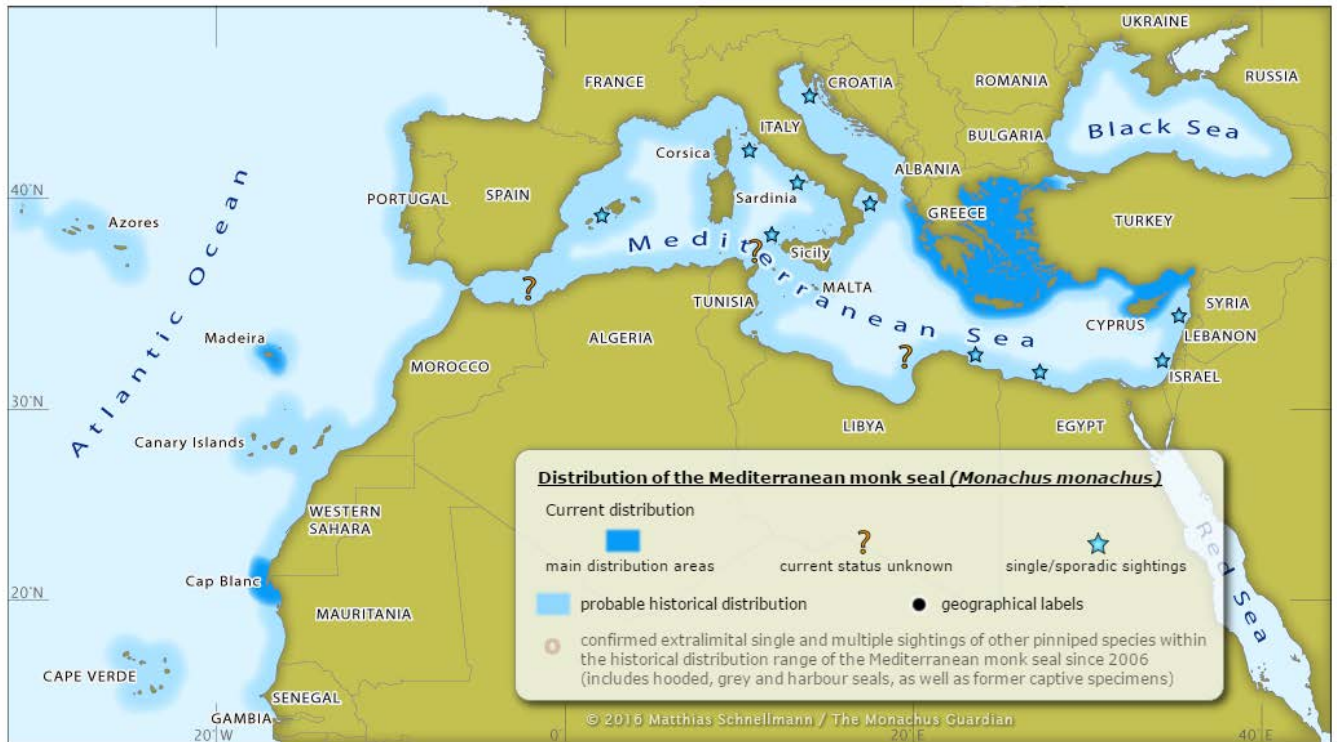 UKRAINE
FRANCE
CROATIA
ROMANIA
RUSSIA
ITALY
BULGARIA
Black Sea
Corsica
ALBANIA
40°N
PORTUGAL
SPAIN
Sardinia
GREECE
TURKEY
Azores
Atlantic Ocean
Mediterranean Sea
Sicily
?
?
MALTA
TUNISIA
SYRIA
CYPRUS
LEBANON
Madeira
ALGERIA
?
MOROCCO
ISRAEL
30°N
Canary Islands
LIBYA
EGYPT
Distribution of the Mediterranean monk seal (Monachus monachus)
Current distribution
?
main distribution areas
current status unknown
single/sporadic sightings
probable historical distribution
geographical labels
confirmed extralimital single and multiple sightings of other pinniped species within
the historical distribution range of the Mediterranean monk seal since 2006
(includes hooded, grey and harbour seals, as well as former captive specimens)
WESTERN
SAHARA
Red Sea
Cap Blanc
20°N
MAURITANIA
CAPE VERDE
SENEGAL
GAMBIA
© 2016 Matthias Schnellmann / The Monachus Guardian
20°W
0°
20°E
40°E